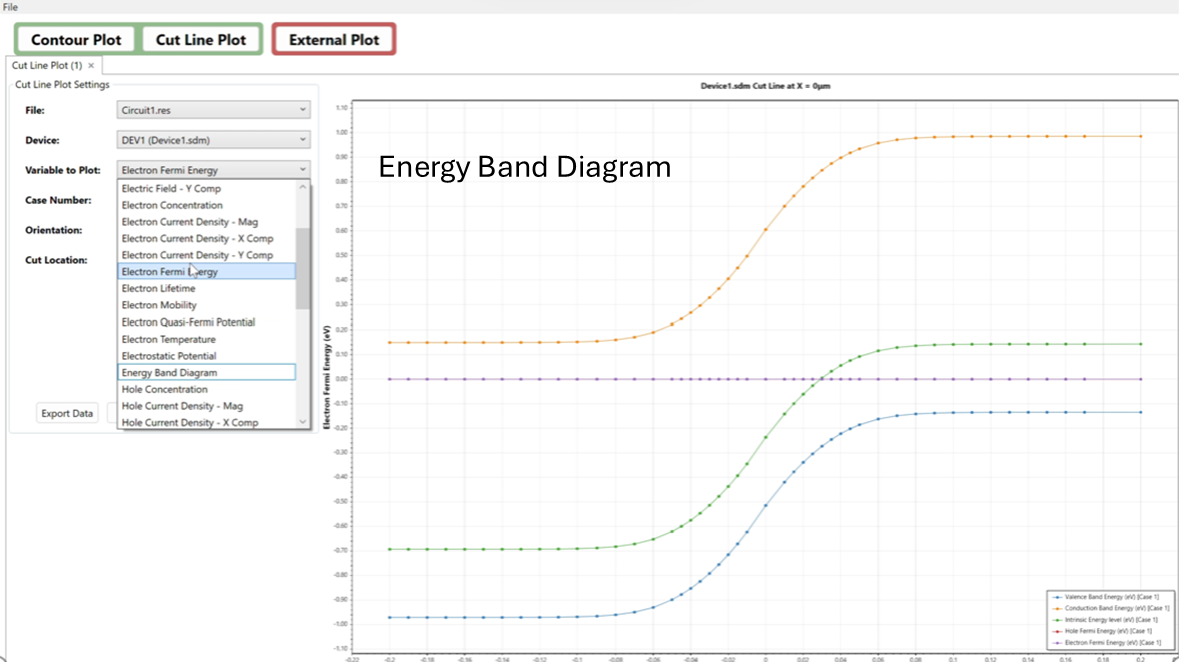 File
Contour Plot
Cut Line Plot
External Plot
Cut Line Plot (1) ×
Cut Line Plot Settings
File:
Circuit1.res
Device:
DEV1 (Device1.sdm)
Variable to Plot:
Electron Fermi Energy
Case Number:
Orientation:
Cut Location:
Electric Field - Y Comp
Electron Concentration
Electron Current Density - Mag
Electron Current Density - X Comp
Electron Current Density - Y Comp
Electron Fermi Energy
Electron Lifetime
Electron Mobility
Electron Quasi-Fermi Potential
Electron Temperature
Electrostatic Potential
Energy Band Diagram
Hole Concentration
Hole Current Density - Mag
Hole Current Density - X Comp
Export Data
Device1.sdm Cut Line at X = 0μm
Energy Band Diagram
Electron Fermi Energy (eV)
1.10
1.00
0.90
0.80
0.70
0.60
0.50
0.40
0.30
0.20
0.10
0.00
-0.10
-0.20
-0.30
-0.40
-0.50
-0.60
-0.70
-0.80
-0.90
-1.00
-1.10
-0.22 -0.2 -0.18 -0.16 -0.14 -0.12 -0.1 -0.08 -0.06 -0.04 -0.02 0 0.02 0.04 0.06 0.08 0.1 0.12 0.14 0.16 0.18 0.2
Valence Band Energy (eV) [Case 1]
Conduction Band Energy (eV) [Case 1]
Intrinsic Energy level (eV) [Case 1]
Hole Fermi Energy (eV) [Case 1]
Electron Fermi Energy (eV) [Case 1]